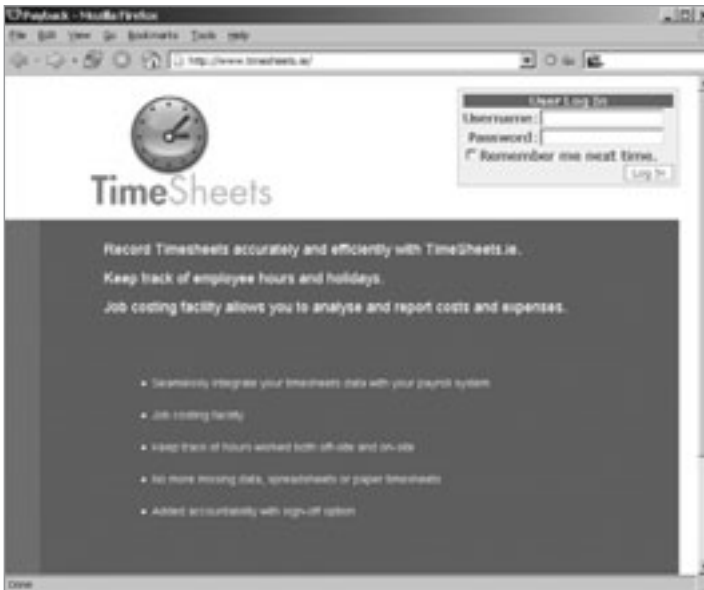 Payback - Mozilla Firefox
File Edit View Go Bookmarks Tools Help
http://www.timesheets.ie/ Go
User Log In
Username:
Password:
Remember me next time.
Log In
TimeSheets
Record Timesheets accurately and efficiently with TimeSheets.ie.
Keep track of employee hours and holidays.
Job costing facility allows you to analyse and report costs and expenses.
• Seamlessly integrate your timesheets data with your payroll system
• Job costing facility
• Keep track of hours worked both off-site and on-site
• No more missing data, spreadsheets or paper timesheets
• Added accountability with sign-off option
Done